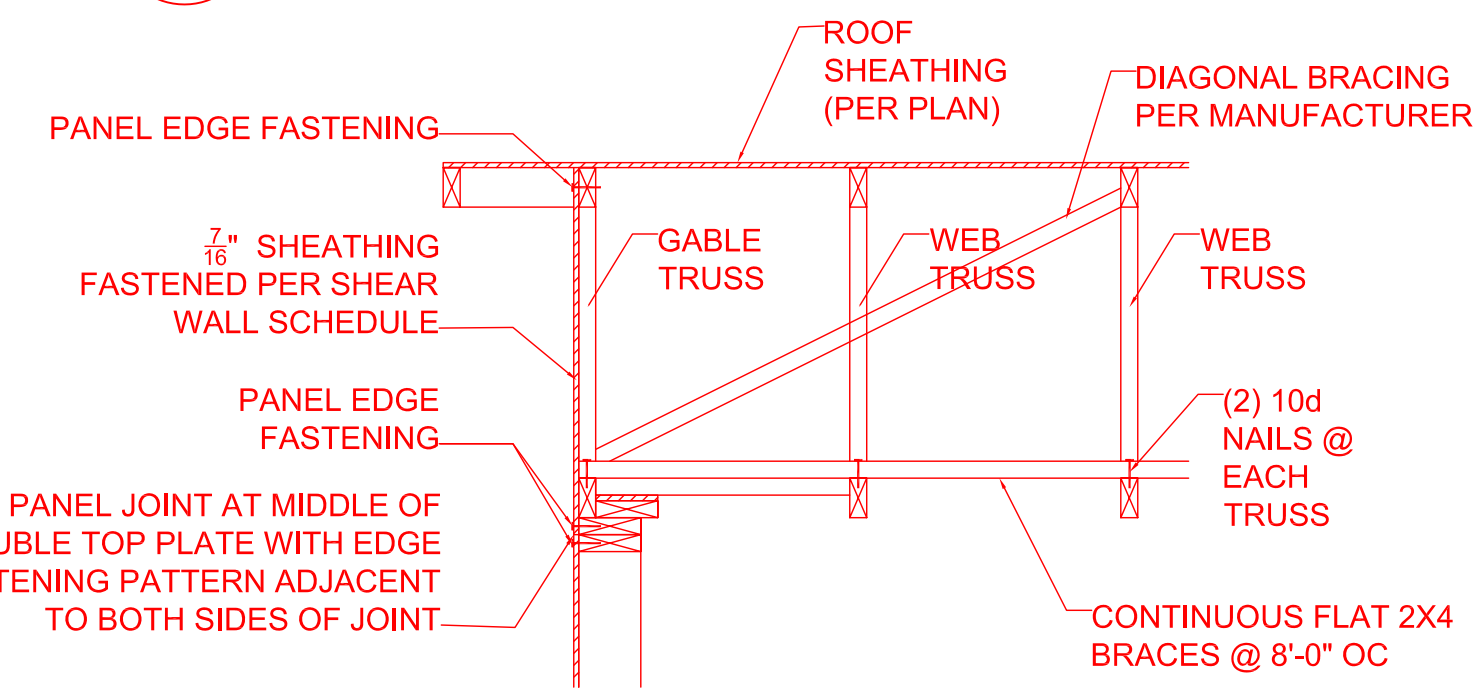 ROOF
SHEATHING
(PER PLAN)
DIAGONAL BRACING
PER MANUFACTURER
PANEL EDGE FASTENING
7/16" SHEATHING
FASTENED PER SHEAR
WALL SCHEDULE
GABLE
TRUSS
WEB
TRUSS
WEB
TRUSS
PANEL EDGE
FASTENING
(2) 10d
NAILS @
EACH
TRUSS
PANEL JOINT AT MIDDLE OF
UBLE TOP PLATE WITH EDGE
TENING PATTERN ADJACENT
TO BOTH SIDES OF JOINT
CONTINUOUS FLAT 2X4
BRACES @ 8'-0" OC